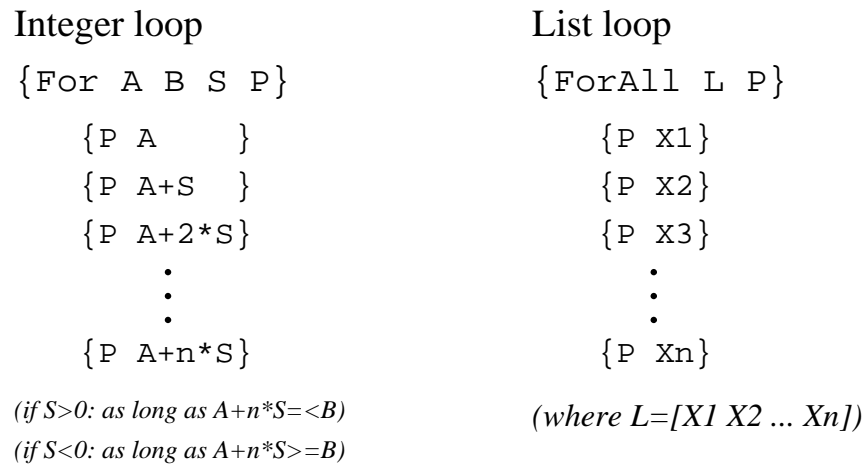 Integer loop
{For A B S P}
{P A }
{P A+S }
{P A+2*S}
{P A+n*S}
(if S>0: as long as A+n*S=<B)
(if S<0: as long as A+n*S>=B)
List loop
{ForAll L P}
{P X1}
{P X2}
{P X3}
{P Xn}
(where L=[X1 X2 ... Xn])